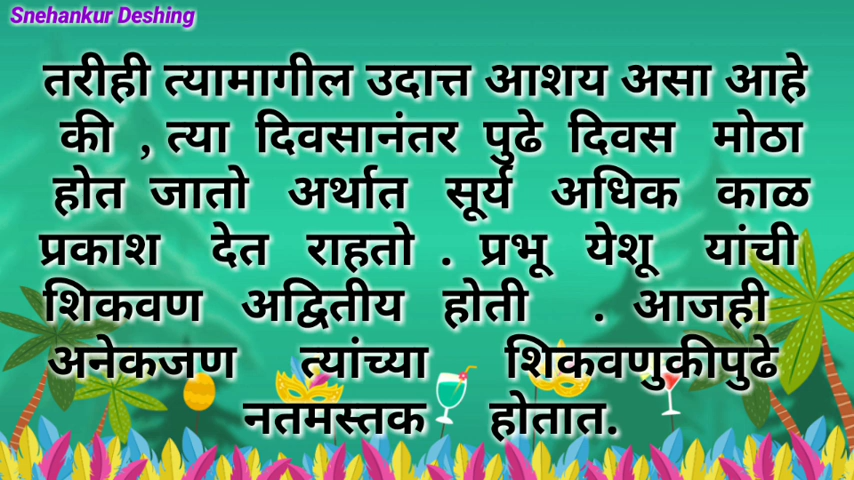 Snehankur Deshing
तरीही त्यामागील उदात्त आशय असा आहे
की , त्या दिवसानंतर पुढे दिवस मोठा
होत जातो अर्थात सूर्य अधिक काळ
प्रकाश देत राहतो . प्रभू येशू यांची
शिकवण अद्वितीय होती . आजही
अनेकजण त्यांच्या शिकवणुकीपुढे
नतमस्तक होतात.